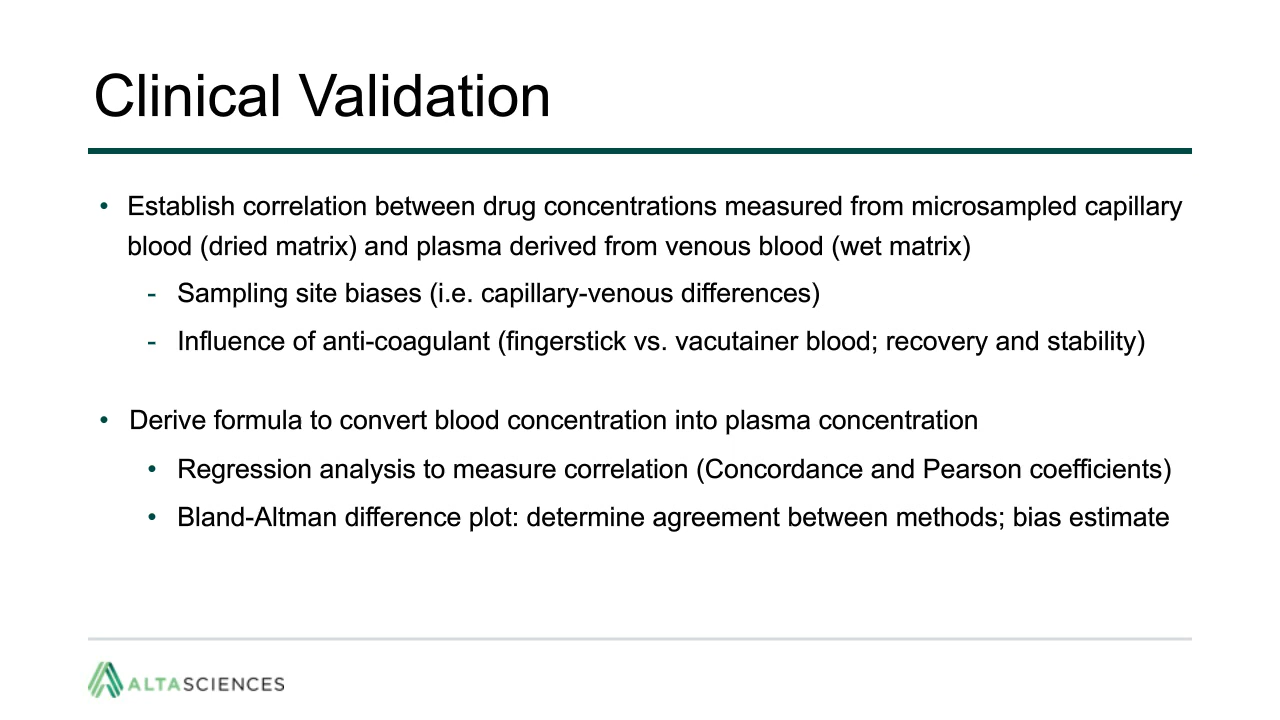 Clinical Validation
• Establish correlation between drug concentrations measured from microsampled capillary
blood (dried matrix) and plasma derived from venous blood (wet matrix)
- Sampling site biases (i.e. capillary-venous differences)
- Influence of anti-coagulant (fingerstick vs. vacutainer blood; recovery and stability)
• Derive formula to convert blood concentration into plasma concentration
• Regression analysis to measure correlation (Concordance and Pearson coefficients)
• Bland-Altman difference plot: determine agreement between methods; bias estimate
ALTASCIENCES